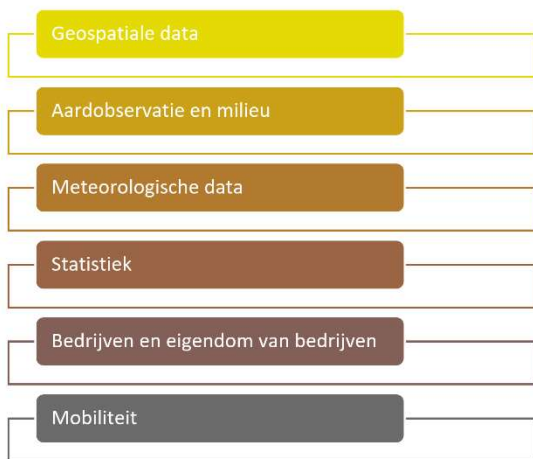 Geospatiale data
Aardobservatie en milieu
Meteorologische data
Statistiek
Bedrijven en eigendom van bedrijven
Mobiliteit